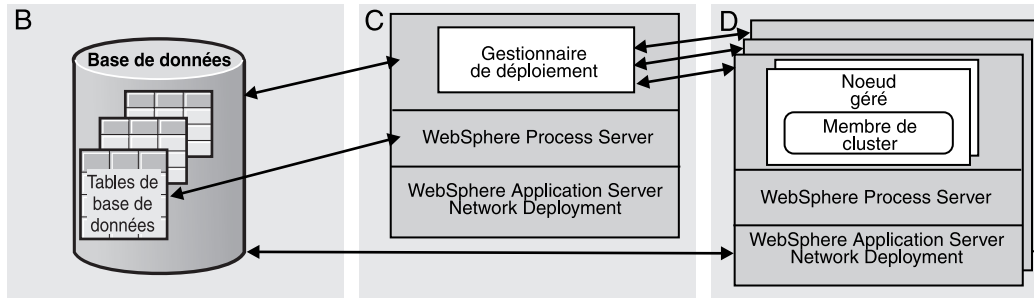 B
Base de données
Tables de
base de
données
C
Gestionnaire
de déploiement
WebSphere Process Server
WebSphere Application Server
Network Deployment
D
Noeud
géré
Membre de
cluster
WebSphere Process Server
WebSphere Application Server
Network Deployment